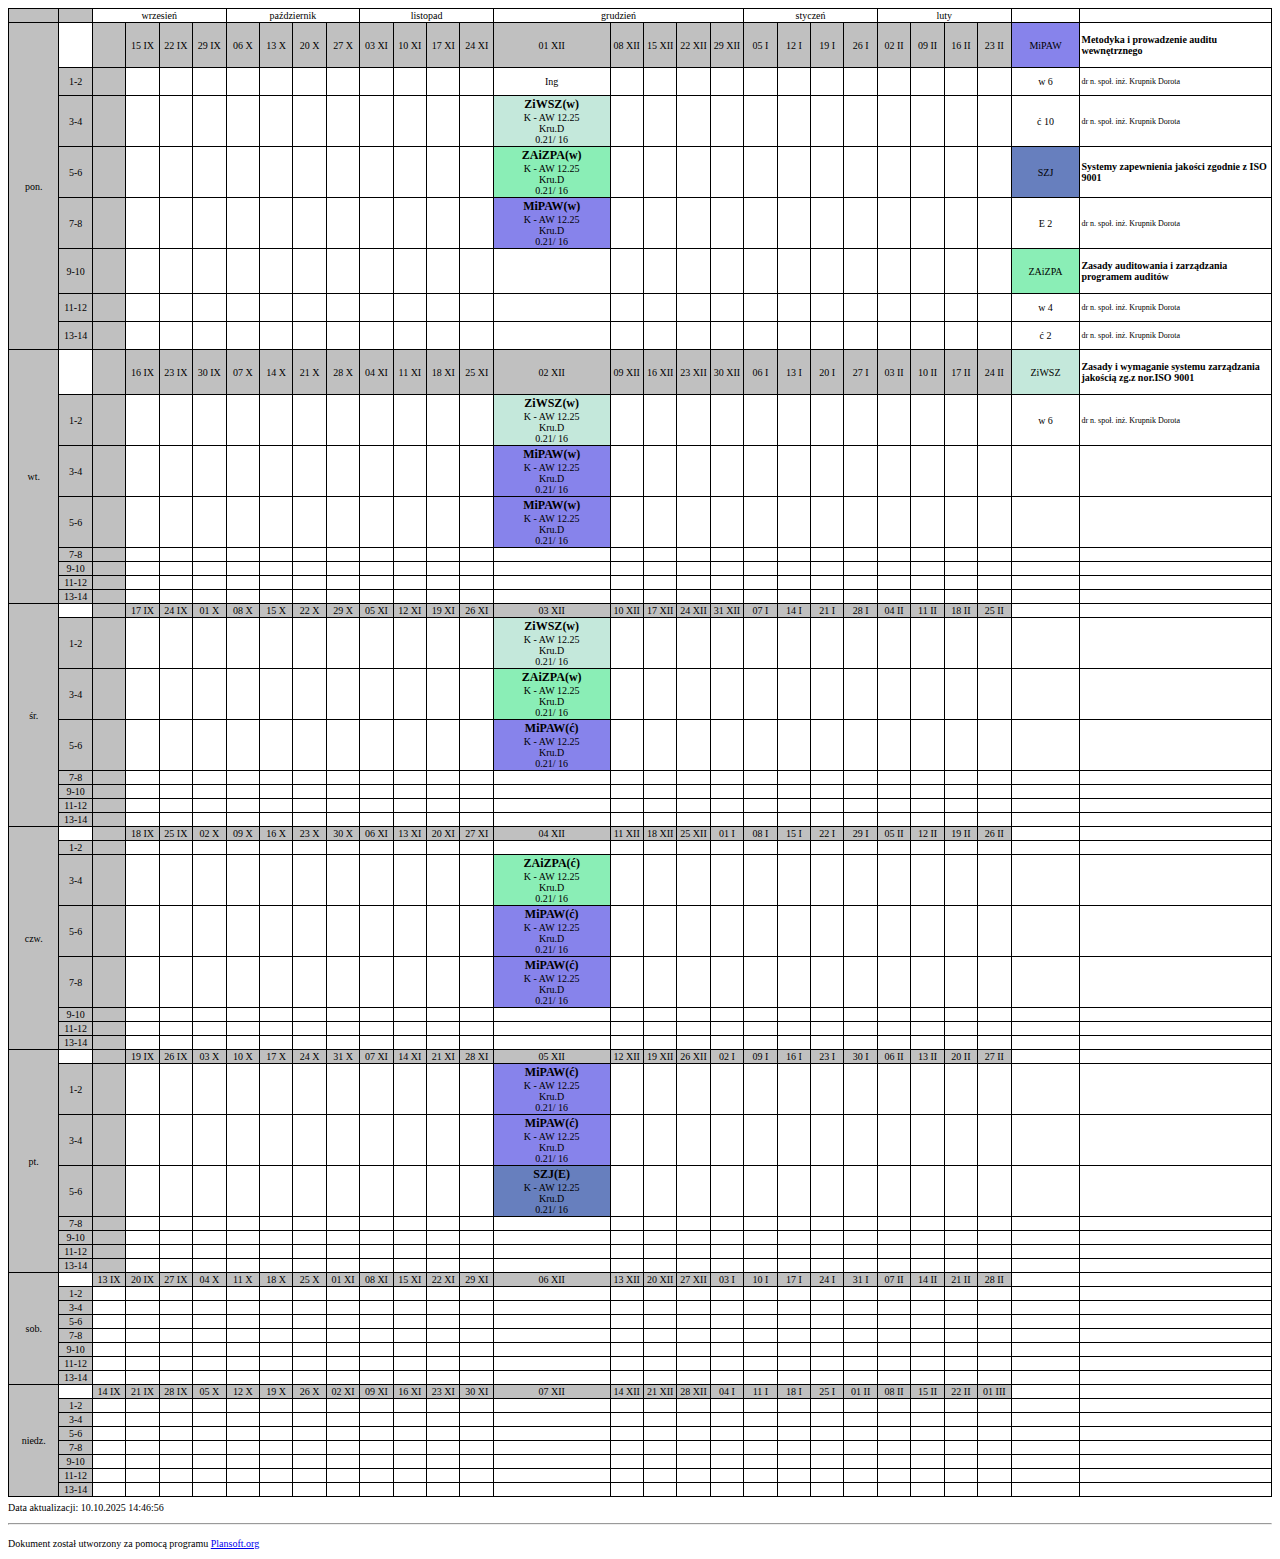 wrzesień październik listopad grudzień styczeń luty
pon. 15 IX 22 IX 29 IX 06 X 13 X 20 X 27 X 03 XI 10 XI 17 XI 24 XI 01 XII 08 XII 15 XII 22 XII 29 XII 05 I 12 I 19 I 26 I 02 II 09 II 16 II 23 II MiPAW Metodyka i prowadzenie auditu
wewnętrznego
1-2 Ing w 6 dr n. społ. inż. Krupnik Dorota
3-4 ZiWSZ(w)
K - AW 12.25
Kru.D
0.21/ 16
ć 10 dr n. społ. inż. Krupnik Dorota
5-6 ZAiZPA(w)
K - AW 12.25
Kru.D
0.21/ 16
SZJ Systemy zapewnienia jakości zgodnie z ISO
9001
7-8 MiPAW(w)
K - AW 12.25
Kru.D
0.21/ 16
E 2 dr n. społ. inż. Krupnik Dorota
9-10 ZAiZPA Zasady auditowania i zarządzania
programem auditów
11-12 w 4 dr n. społ. inż. Krupnik Dorota
13-14 ć 2 dr n. społ. inż. Krupnik Dorota
wt. 16 IX 23 IX 30 IX 07 X 14 X 21 X 28 X 04 XI 11 XI 18 XI 25 XI 02 XII 09 XII 16 XII 23 XII 30 XII 06 I 13 I 20 I 27 I 03 II 10 II 17 II 24 II ZiWSZ Zasady i wymaganie systemu zarządzania
jakością zg.z nor.ISO 9001
1-2 ZiWSZ(w)
K - AW 12.25
Kru.D
0.21/ 16
w 6 dr n. społ. inż. Krupnik Dorota
3-4 MiPAW(w)
K - AW 12.25
Kru.D
0.21/ 16
5-6 MiPAW(w)
K - AW 12.25
Kru.D
0.21/ 16
7-8
9-10
11-12
13-14
śr. 17 IX 24 IX 01 X 08 X 15 X 22 X 29 X 05 XI 12 XI 19 XI 26 XI 03 XII 10 XII 17 XII 24 XII 31 XII 07 I 14 I 21 I 28 I 04 II 11 II 18 II 25 II
1-2 ZiWSZ(w)
K - AW 12.25
Kru.D
0.21/ 16
3-4 ZAiZPA(w)
K - AW 12.25
Kru.D
0.21/ 16
5-6 MiPAW(ć)
K - AW 12.25
Kru.D
0.21/ 16
7-8
9-10
11-12
13-14
czw. 18 IX 25 IX 02 X 09 X 16 X 23 X 30 X 06 XI 13 XI 20 XI 27 XI 04 XII 11 XII 18 XII 25 XII 01 I 08 I 15 I 22 I 29 I 05 II 12 II 19 II 26 II
1-2
3-4 ZAiZPA(ć)
K - AW 12.25
Kru.D
0.21/ 16
5-6 MiPAW(ć)
K - AW 12.25
Kru.D
0.21/ 16
7-8 MiPAW(ć)
K - AW 12.25
Kru.D
0.21/ 16
9-10
11-12
13-14
pt. 19 IX 26 IX 03 X 10 X 17 X 24 X 31 X 07 XI 14 XI 21 XI 28 XI 05 XII 12 XII 19 XII 26 XII 02 I 09 I 16 I 23 I 30 I 06 II 13 II 20 II 27 II
1-2 MiPAW(ć)
K - AW 12.25
Kru.D
0.21/ 16
3-4 MiPAW(ć)
K - AW 12.25
Kru.D
0.21/ 16
5-6 SZJ(E)
K - AW 12.25
Kru.D
0.21/ 16
7-8
9-10
11-12
13-14
sob. 13 IX 20 IX 27 IX 04 X 11 X 18 X 25 X 01 XI 08 XI 15 XI 22 XI 29 XI 06 XII 13 XII 20 XII 27 XII 03 I 10 I 17 I 24 I 31 I 07 II 14 II 21 II 28 II
1-2
3-4
5-6
7-8
9-10
11-12
13-14
niedz. 14 IX 21 IX 28 IX 05 X 12 X 19 X 26 X 02 XI 09 XI 16 XI 23 XI 30 XI 07 XII 14 XII 21 XII 28 XII 04 I 11 I 18 I 25 I 01 II 08 II 15 II 22 II 01 III
1-2
3-4
5-6
7-8
9-10
11-12
13-14
Data aktualizacji: 10.10.2025 14:46:56
Dokument został utworzony za pomocą programu Plansoft.org